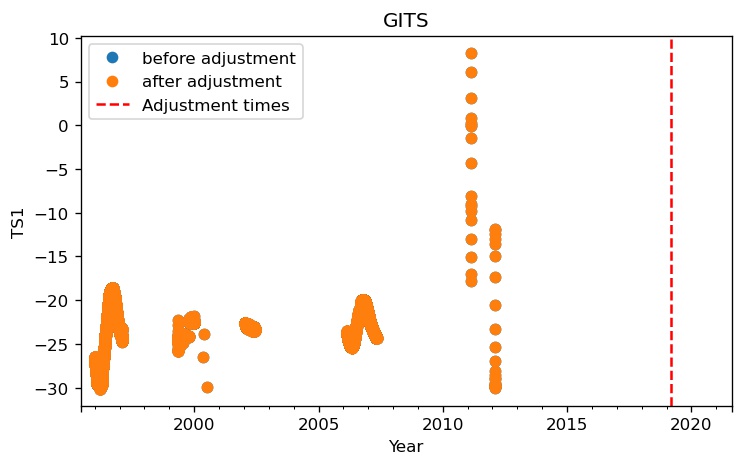 GITS
before adjustment
after adjustment
Adjustment times
TS1
10
5
0
−5
−10
−15
−20
−25
−30
2000
2005
2010
2015
2020
Year